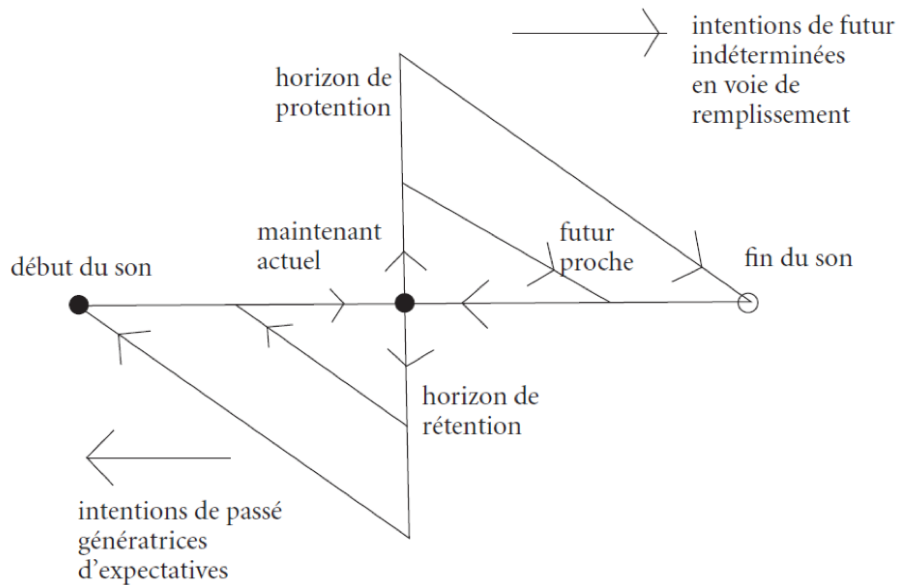 intentions de futur
indéterminées
en voie de
remplissement
horizon de
protention
maintenant
actuel
futur
proche
début du son
fin du son
horizon de
rétention
intentions de passé
génératrices
d'expectatives